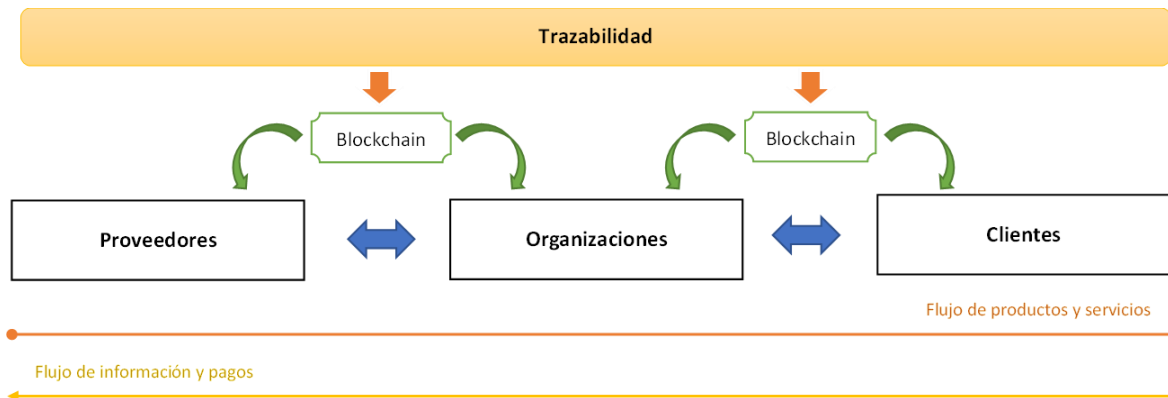 Trazabilidad
Blockchain
Blockchain
Proveedores
Organizaciones
Clientes
Flujo de productos y servicios
Flujo de información y pagos